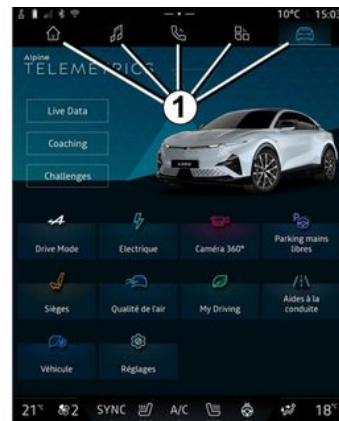 10°C 15:03
1
Alpine
TELEMETRICS
Live Data
Coaching
Challenges
Drive Mode
Electrique
Caméra 360°
Parking mains
libres
Sièges
Qualité de l'air
My Driving
Aides à la
conduite
Véhicule
Réglages
21°c 2 SYNC A/C 18°